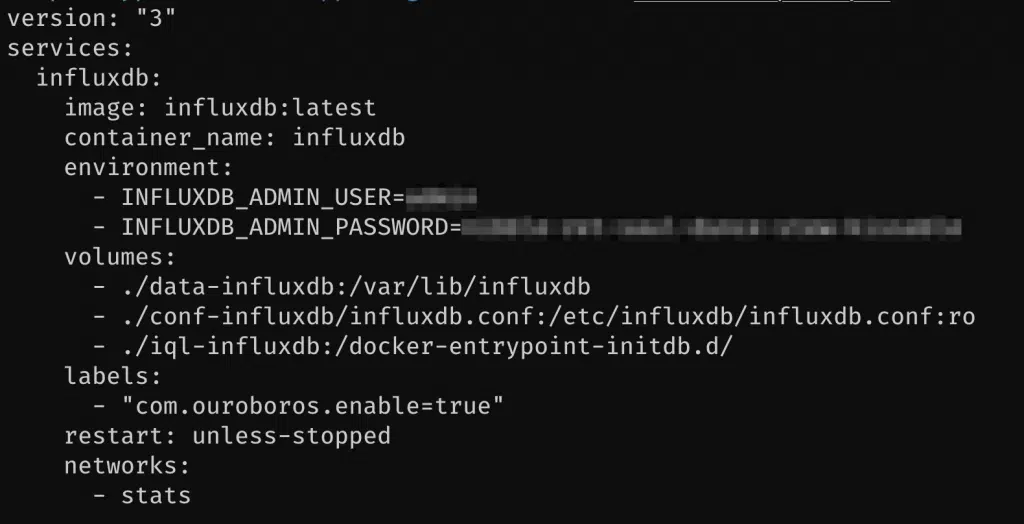 version: "3"
services:
  influxdb:
    image: influxdb:latest
    container_name: influxdb
    environment:
      - INFLUXDB_ADMIN_USER=
      - INFLUXDB_ADMIN_PASSWORD=
    volumes:
      - ./data-influxdb:/var/lib/influxdb
      - ./conf-influxdb/influxdb.conf:/etc/influxdb/influxdb.conf:ro
      - ./iql-influxdb:/docker-entrypoint-initdb.d/
    labels:
      - "com.ouroboros.enable=true"
    restart: unless-stopped
    networks:
      - stats